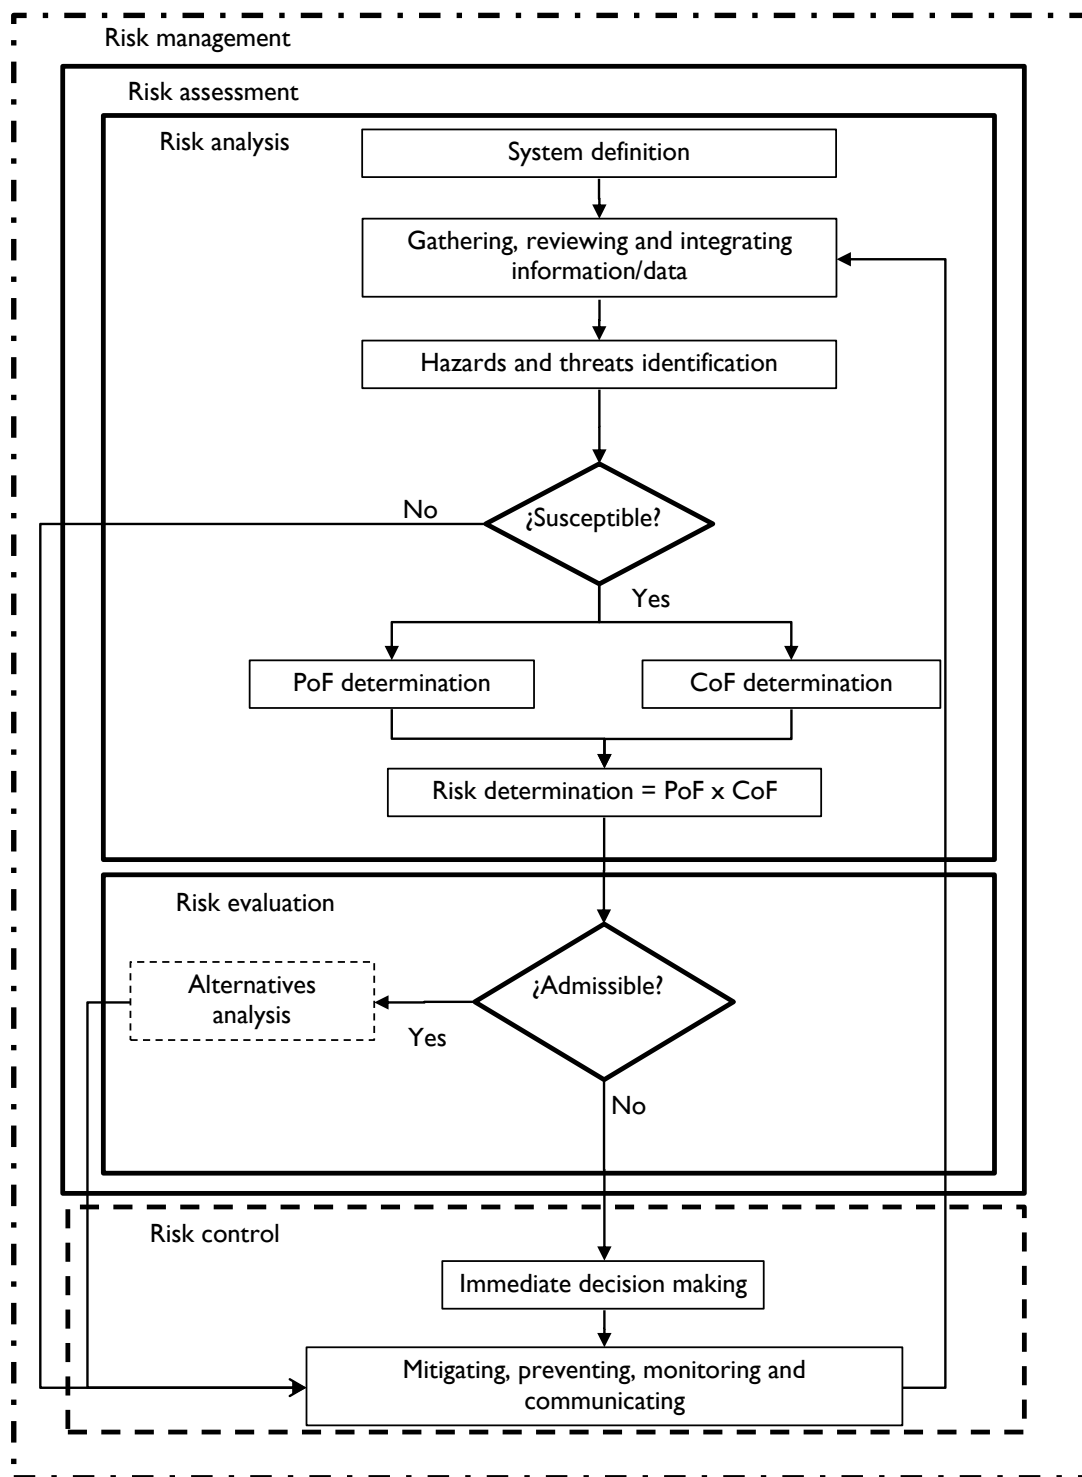 Risk management
Risk assessment
Risk analysis
System definition
Gathering, reviewing and integrating
information/data
Hazards and threats identification
¿Susceptible?
No
Yes
PoF determination
CoF determination
Risk determination = PoF x CoF
Risk evaluation
¿Admissible?
Alternatives
analysis
Yes
No
Risk control
Immediate decision making
Mitigating, preventing, monitoring and
communicating